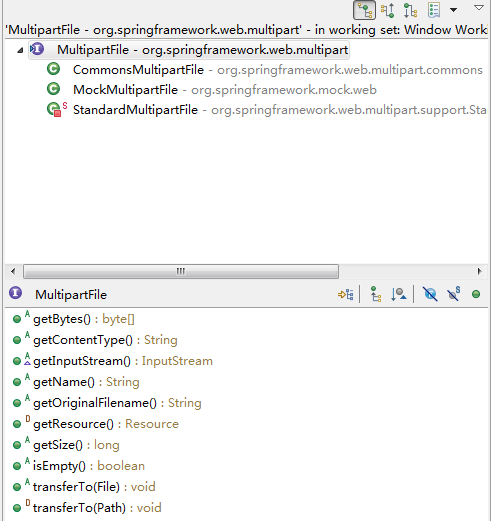 'MultipartFile - org.springframework.web.multipart' - in working set: Window Work
MultipartFile - org.springframework.web.multipart
CommonsMultipartFile - org.springframework.web.multipart.commons
MockMultipartFile - org.springframework.mock.web
StandardMultipartFile - org.springframework.web.multipart.support.Sta
MultipartFile
getBytes() : byte[]
getContentType() : String
getInputStream() : InputStream
getName() : String
getOriginalFilename() : String
getResource() : Resource
getSize() : long
isEmpty() : boolean
transferTo(File) : void
transferTo(Path) : void